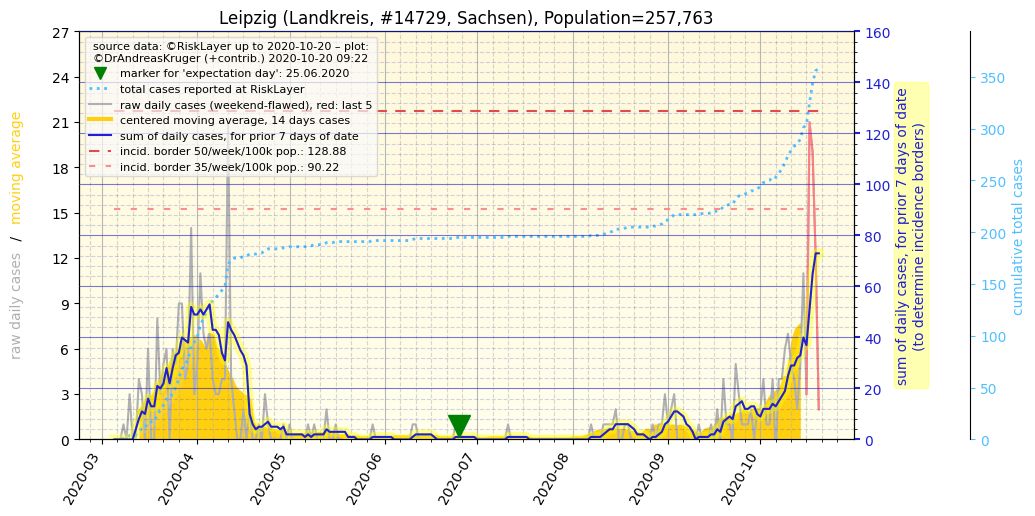 Leipzig (Landkreis, #14729, Sachsen), Population=257,763
source data: ©RiskLayer up to 2020-10-20 – plot:
©DrAndreasKruger (+contrib.) 2020-10-20 09:22
marker for 'expectation day': 25.06.2020
total cases reported at RiskLayer
raw daily cases (weekend-flawed), red: last 5
centered moving average, 14 days cases
sum of daily cases, for prior 7 days of date
incid. border 50/week/100k pop.: 128.88
incid. border 35/week/100k pop.: 90.22
raw daily cases / moving average
27
24
21
18
15
12
9
6
3
0
2020-03
2020-04
2020-05
2020-06
2020-07
2020-08
2020-09
2020-10
160
140
120
100
80
60
40
20
0
sum of daily cases, for prior 7 days of date
(to determine incidence borders)
350
300
250
200
150
100
50
0
cumulative total cases